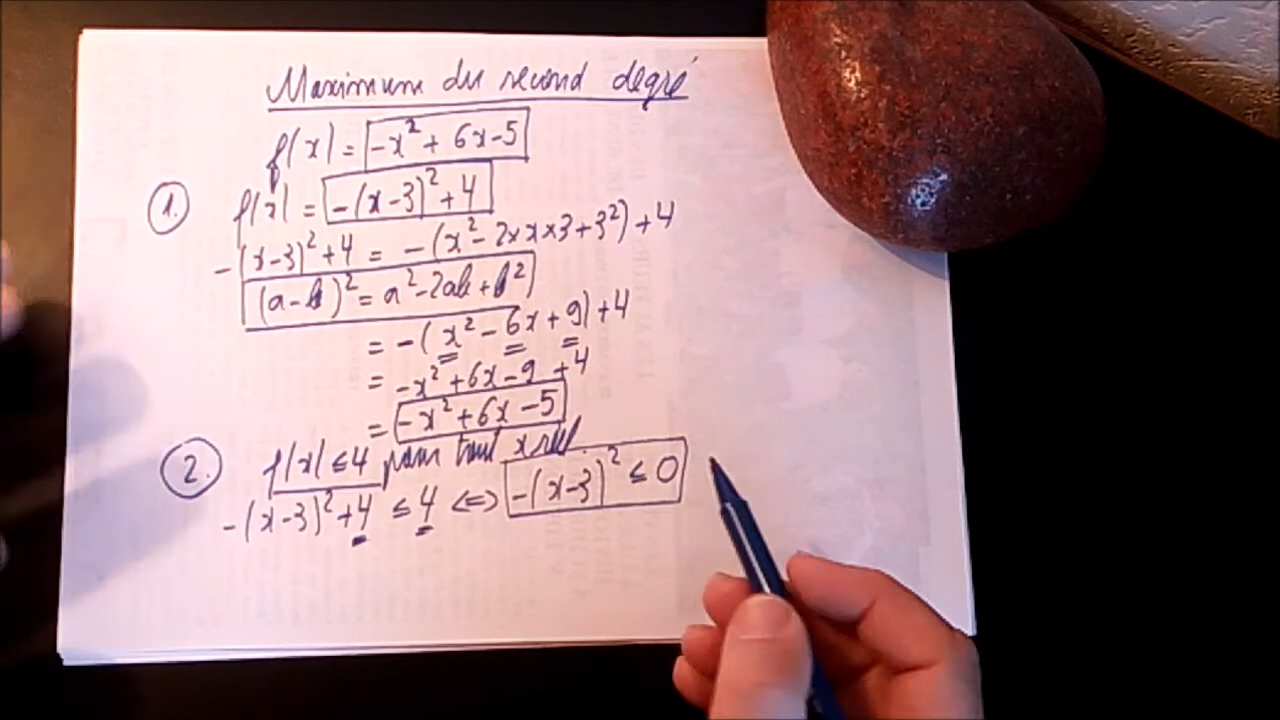 Maximum du second degré
f(x) = -x² + 6x-5
1. f(x) = -(x-3)² + 4
-(x-3)² + 4 = -(x² - 2×x×3 + 3²) + 4
(a-b)² = a² - 2ab + b²
= -(x² - 6x + 9) + 4
= -x² + 6x - 9 + 4
= -x² + 6x - 5
2. f(x) ≤ 4 pour tout x réel.
-(x-3)² + 4 ≤ 4 <=> -(x-3)² ≤ 0